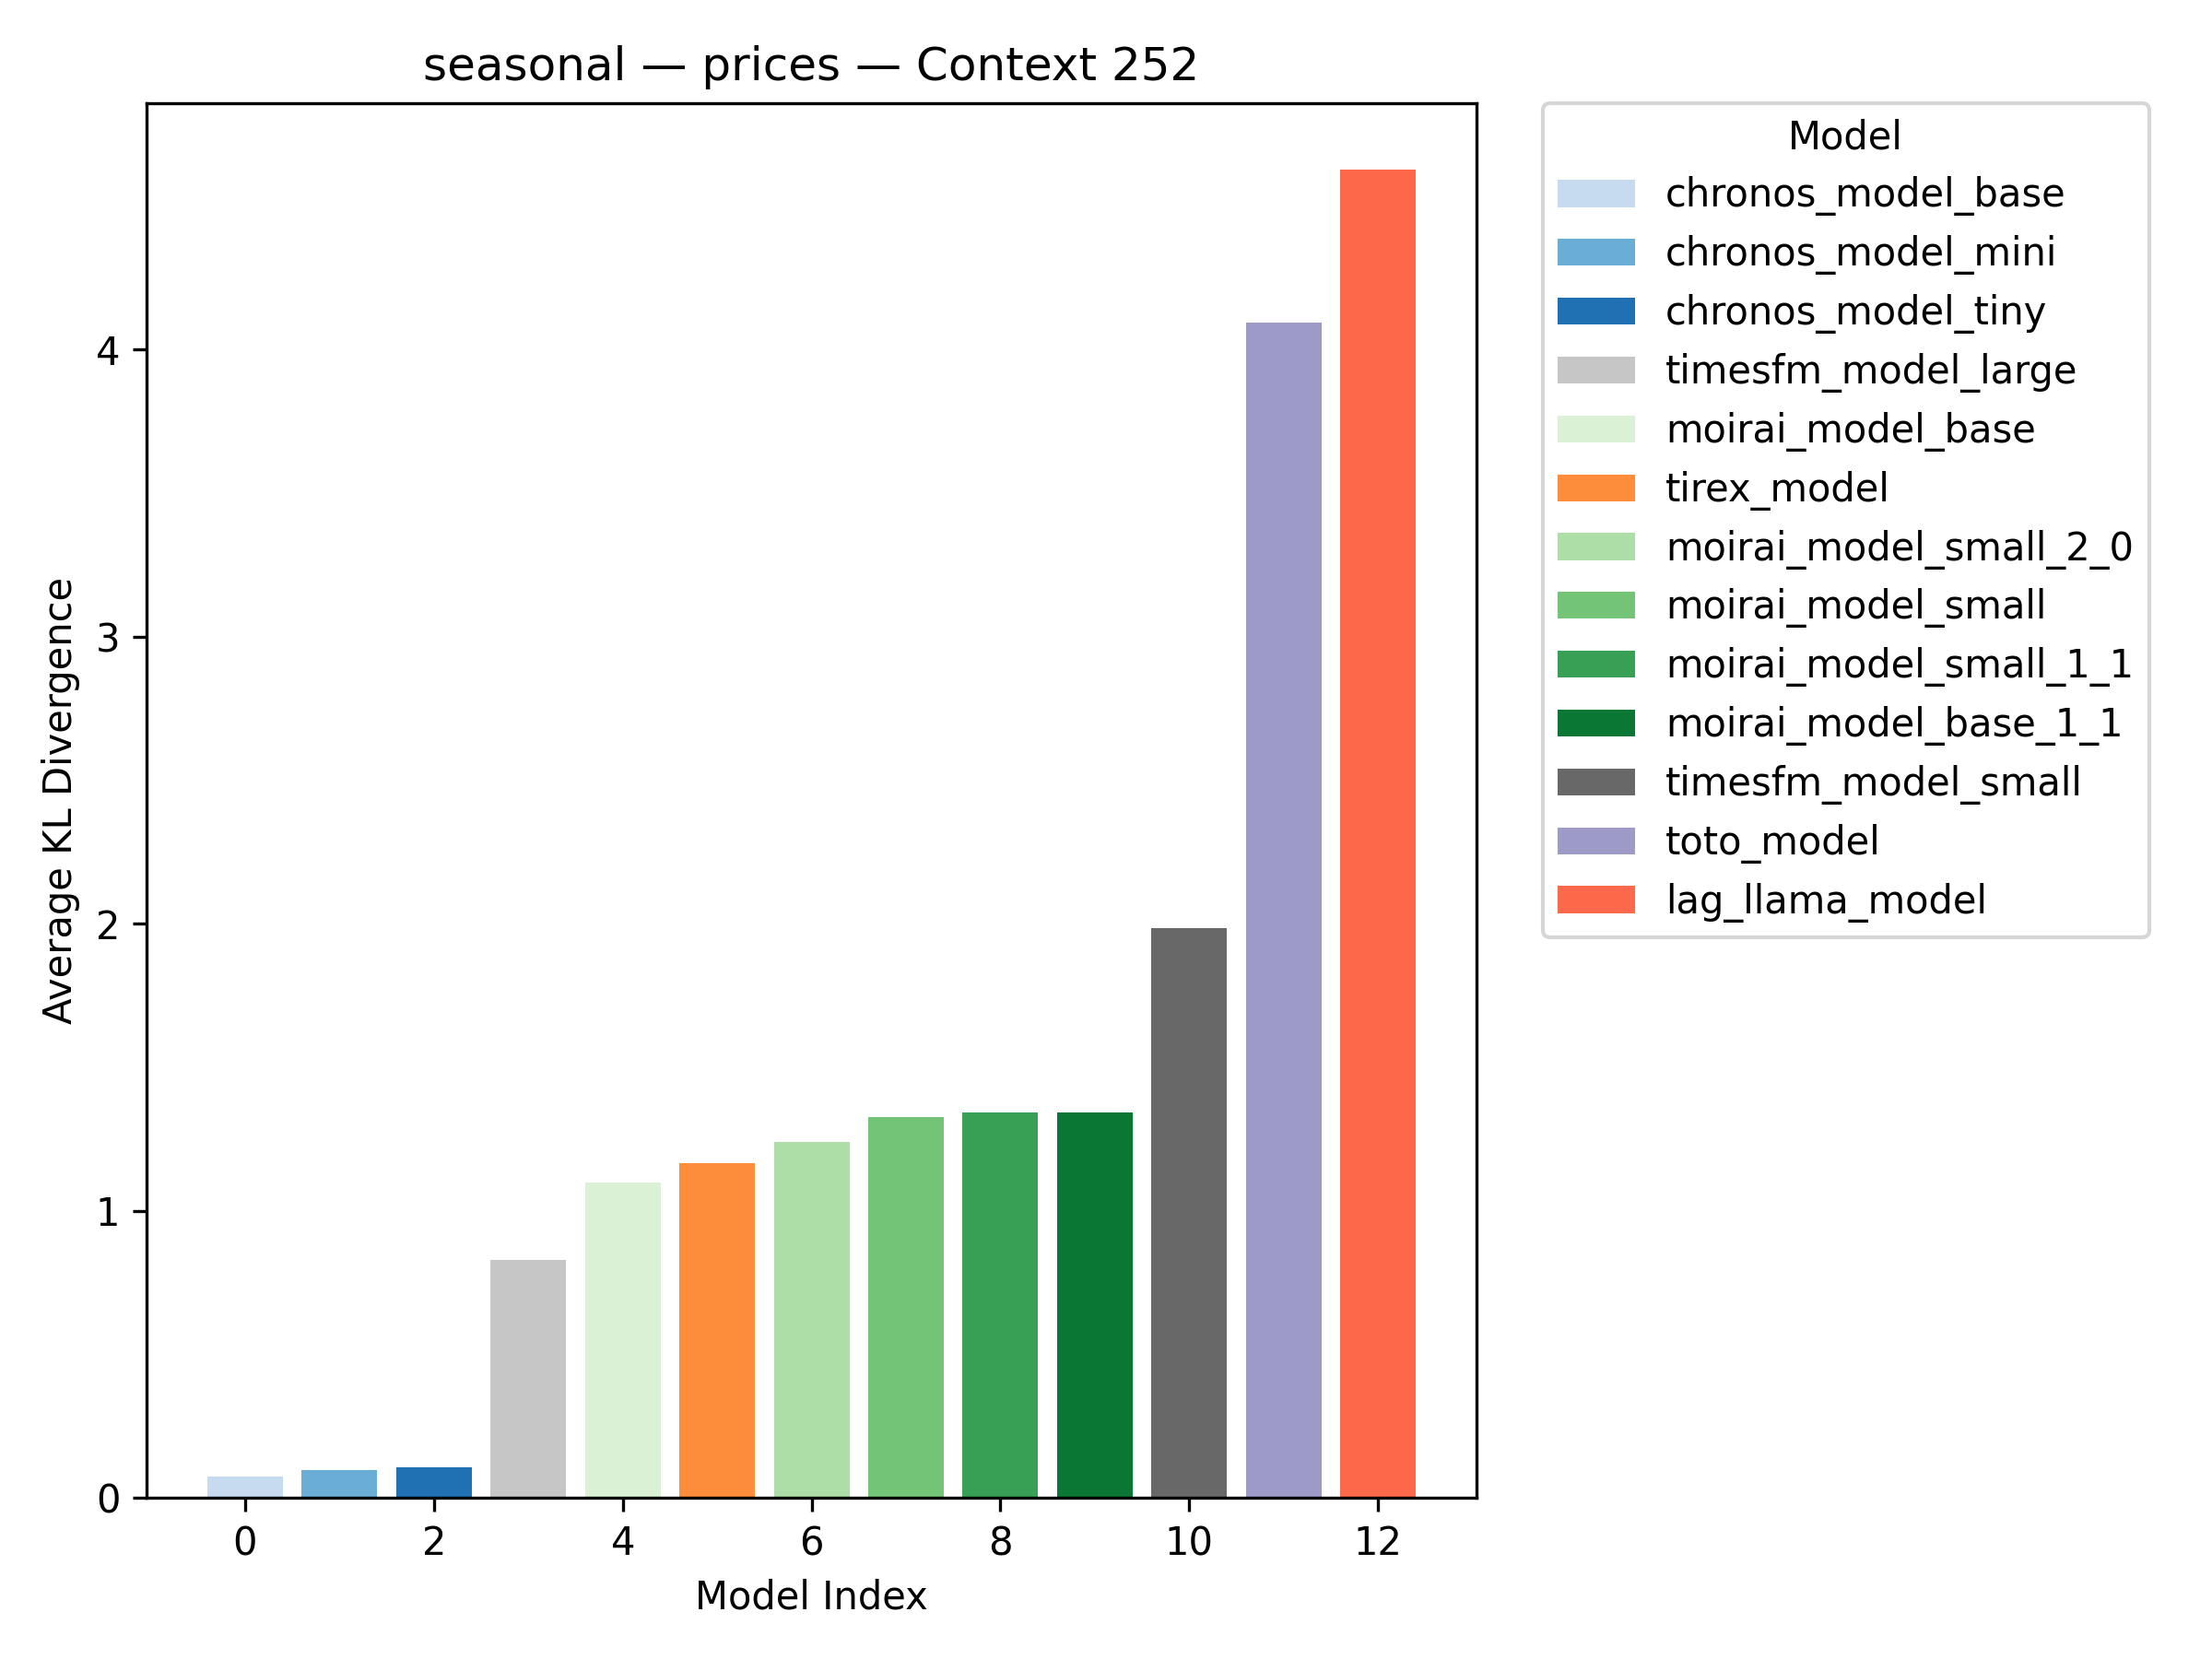 seasonal — prices — Context 252
Average KL Divergence
4
3
2
1
0
0 2 4 6 8 10 12
Model Index
Model
chronos_model_base
chronos_model_mini
chronos_model_tiny
timesfm_model_large
moirai_model_base
tirex_model
moirai_model_small_2_0
moirai_model_small
moirai_model_small_1_1
moirai_model_base_1_1
timesfm_model_small
toto_model
lag_llama_model